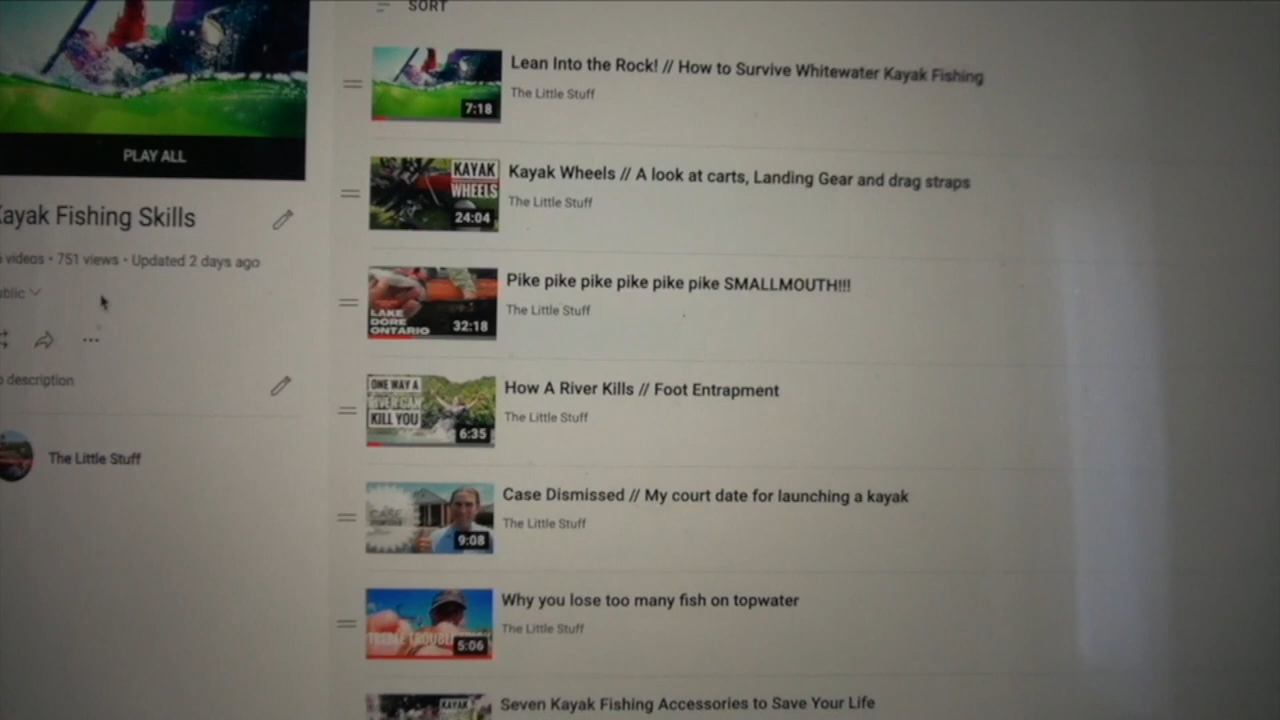 SORT
PLAY ALL
Kayak Fishing Skills
videos • 751 views • Updated 2 days ago
ublic
description
The Little Stuff
7:18
Lean Into the Rock! // How to Survive Whitewater Kayak Fishing
The Little Stuff
KAYAK
WHEELS
24:04
Kayak Wheels // A look at carts, Landing Gear and drag straps
The Little Stuff
LAKE
DORE
ONTARIO
32:18
Pike pike pike pike pike pike SMALLMOUTH!!!
The Little Stuff
ONE WAY A
RIVER CAN
KILL YOU
6:35
How A River Kills // Foot Entrapment
The Little Stuff
CASE
9:08
Case Dismissed // My court date for launching a kayak
The Little Stuff
TREBLE TROUBLE
5:06
Why you lose too many fish on topwater
The Little Stuff
KAYAK
Seven Kayak Fishing Accessories to Save Your Life